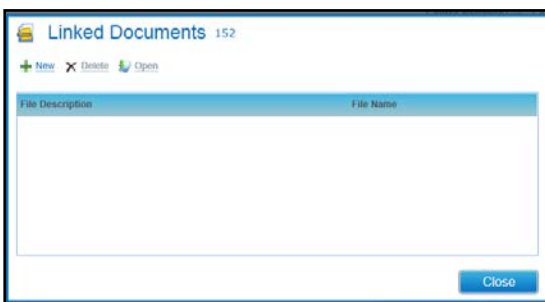 Linked Documents 152
New Delete Open
File Description File Name
Close